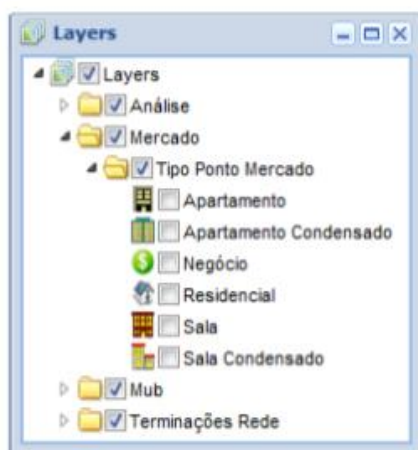 Layers
Layers
Análise
Mercado
Tipo Ponto Mercado
Apartamento
Apartamento Condensado
Negócio
Residencial
Sala
Sala Condensado
Mub
Terminações Rede